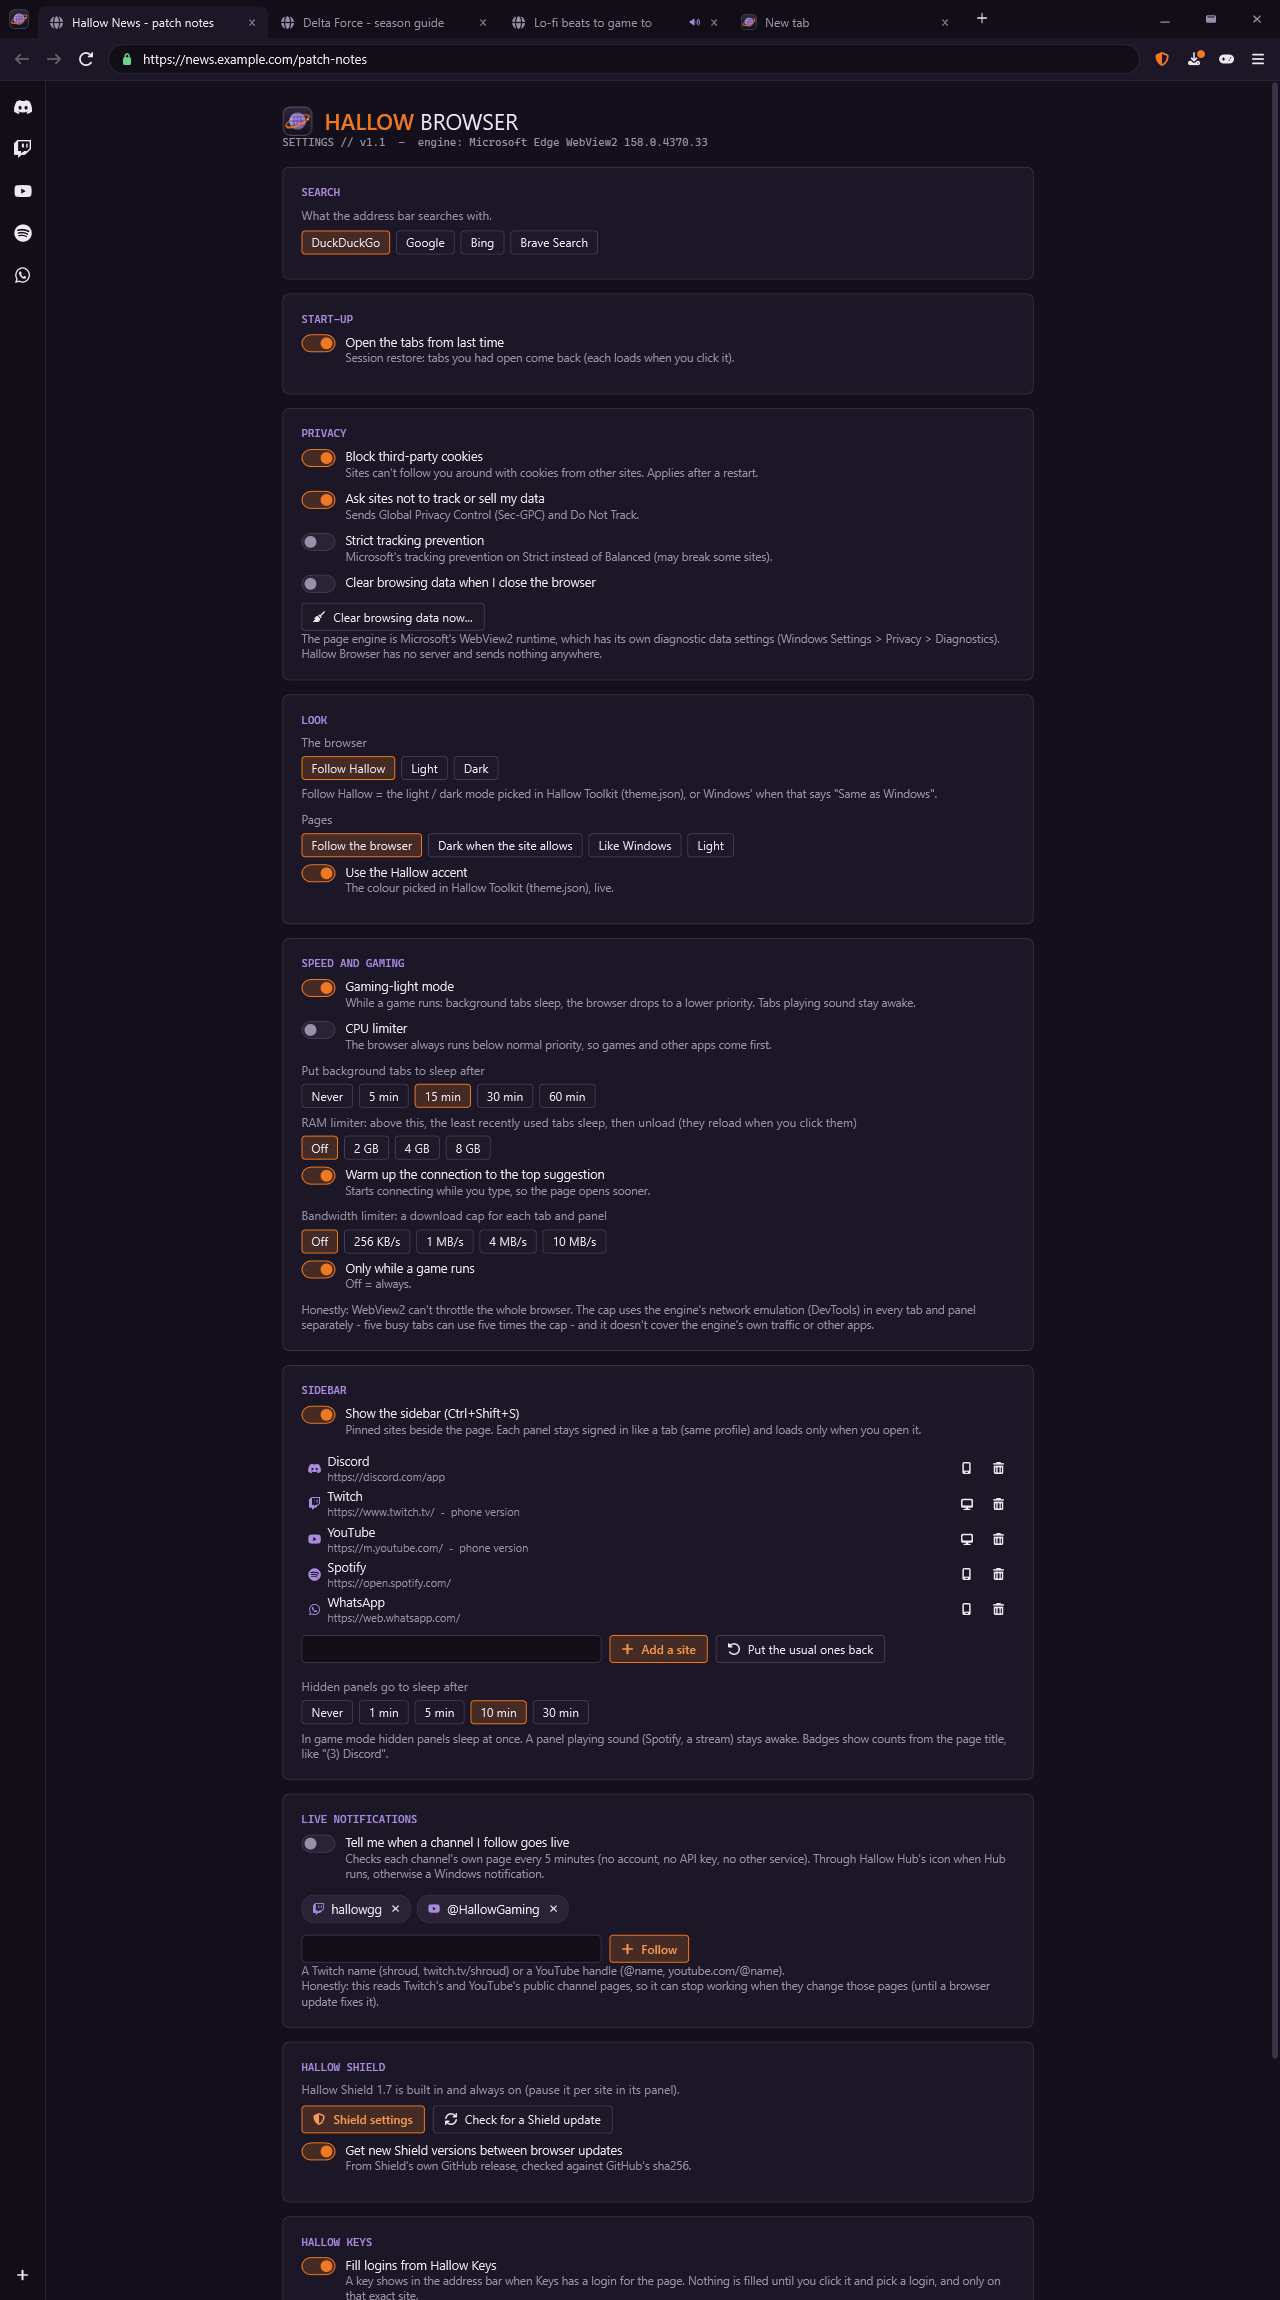 Hallow News - patch notes
Delta Force - season guide
Lo-fi beats to game to
New tab
https://news.example.com/patch-notes
HALLOW BROWSER
SETTINGS // v1.1 – engine: Microsoft Edge WebView2 158.0.4370.33
SEARCH
What the address bar searches with.
DuckDuckGo Google Bing Brave Search
START-UP
Open the tabs from last time
Session restore: tabs you had open come back (each loads when you click it).
PRIVACY
Block third-party cookies
Sites can't follow you around with cookies from other sites. Applies after a restart.
Ask sites not to track or sell my data
Sends Global Privacy Control (Sec-GPC) and Do Not Track.
Strict tracking prevention
Microsoft's tracking prevention on Strict instead of Balanced (may break some sites).
Clear browsing data when I close the browser
Clear browsing data now...
The page engine is Microsoft's WebView2 runtime, which has its own diagnostic data settings (Windows Settings > Privacy > Diagnostics).
Hallow Browser has no server and sends nothing anywhere.
LOOK
The browser
Follow Hallow Light Dark
Follow Hallow = the light / dark mode picked in Hallow Toolkit (theme.json), or Windows' when that says "Same as Windows".
Pages
Follow the browser Dark when the site allows Like Windows Light
Use the Hallow accent
The colour picked in Hallow Toolkit (theme.json), live.
SPEED AND GAMING
Gaming-light mode
While a game runs: background tabs sleep, the browser drops to a lower priority. Tabs playing sound stay awake.
CPU limiter
The browser always runs below normal priority, so games and other apps come first.
Put background tabs to sleep after
Never 5 min 15 min 30 min 60 min
RAM limiter: above this, the least recently used tabs sleep, then unload (they reload when you click them)
Off 2 GB 4 GB 8 GB
Warm up the connection to the top suggestion
Starts connecting while you type, so the page opens sooner.
Bandwidth limiter: a download cap for each tab and panel
Off 256 KB/s 1 MB/s 4 MB/s 10 MB/s
Only while a game runs
Off = always.
Honestly: WebView2 can't throttle the whole browser. The cap uses the engine's network emulation (DevTools) in every tab and panel
separately - five busy tabs can use five times the cap - and it doesn't cover the engine's own traffic or other apps.
SIDEBAR
Show the sidebar (Ctrl+Shift+S)
Pinned sites beside the page. Each panel stays signed in like a tab (same profile) and loads only when you open it.
Discord
https://discord.com/app
Twitch
https://www.twitch.tv/ - phone version
YouTube
https://m.youtube.com/ - phone version
Spotify
https://open.spotify.com/
WhatsApp
https://web.whatsapp.com/
Add a site Put the usual ones back
Hidden panels go to sleep after
Never 1 min 5 min 10 min 30 min
In game mode hidden panels sleep at once. A panel playing sound (Spotify, a stream) stays awake. Badges show counts from the page title,
like "(3) Discord".
LIVE NOTIFICATIONS
Tell me when a channel I follow goes live
Checks each channel's own page every 5 minutes (no account, no API key, no other service). Through Hallow Hub's icon when Hub
runs, otherwise a Windows notification.
hallowgg @HallowGaming
Follow
A Twitch name (shroud, twitch.tv/shroud) or a YouTube handle (@name, youtube.com/@name).
Honestly: this reads Twitch's and YouTube's public channel pages, so it can stop working when they change those pages (until a browser
update fixes it).
HALLOW SHIELD
Hallow Shield 1.7 is built in and always on (pause it per site in its panel).
Shield settings Check for a Shield update
Get new Shield versions between browser updates
From Shield's own GitHub release, checked against GitHub's sha256.
HALLOW KEYS
Fill logins from Hallow Keys
A key shows in the address bar when Keys has a login for the page. Nothing is filled until you click it and pick a login, and only on
that exact site.